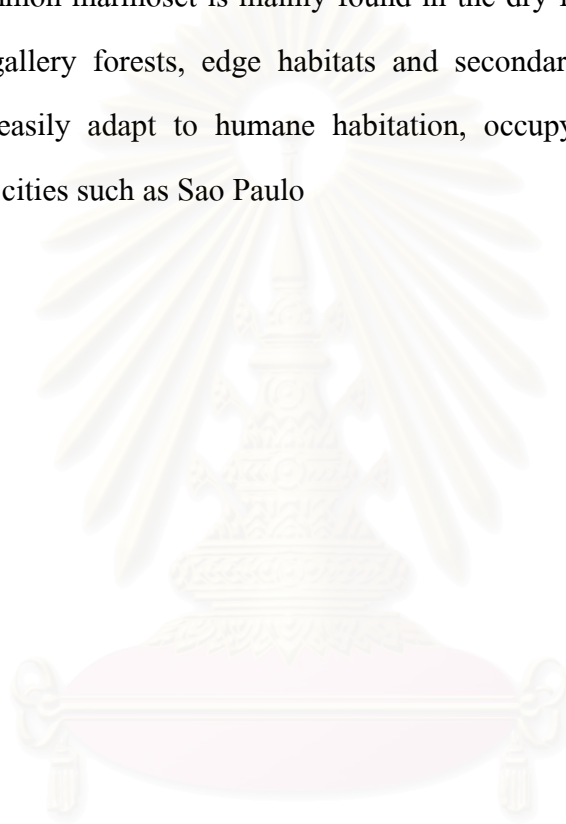 marmoset is mainly found in the dry
gallery forests, edge habitats and secondar
easily adapt to humane habitation, occupy
cities such as Sao Paulo